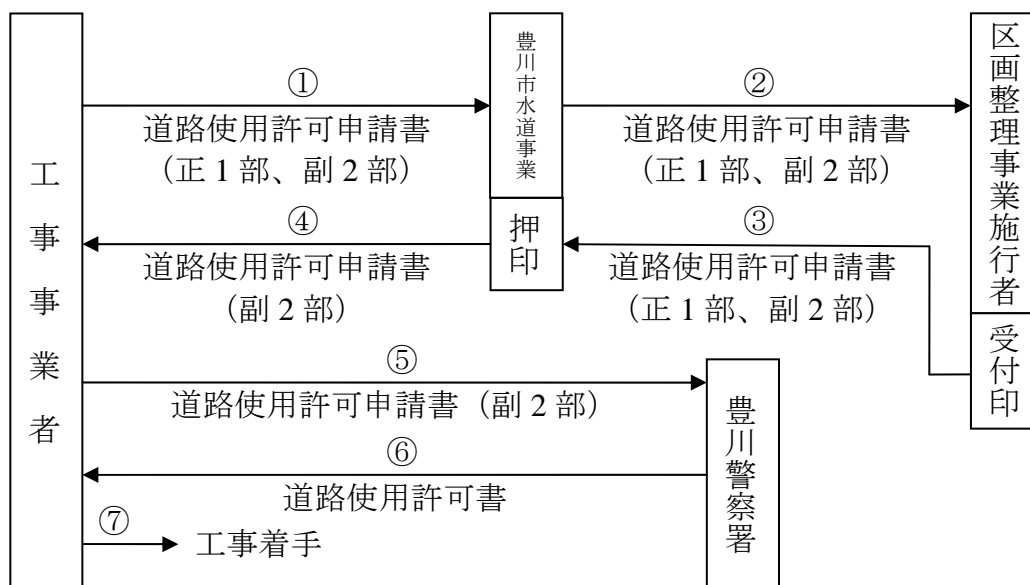 工事事業者
①
道路使用許可申請書
（正 1 部、副 2 部）
豊川市水道事業
押印
②
道路使用許可申請書
（正 1 部、副 2 部）
区画整理事業施行者
受付印
③
道路使用許可申請書
（正 1 部、副 2 部）
④
道路使用許可申請書
（副 2 部）
⑤
道路使用許可申請書（副 2 部）
豊川警察署
⑥
道路使用許可書
⑦
工事着手